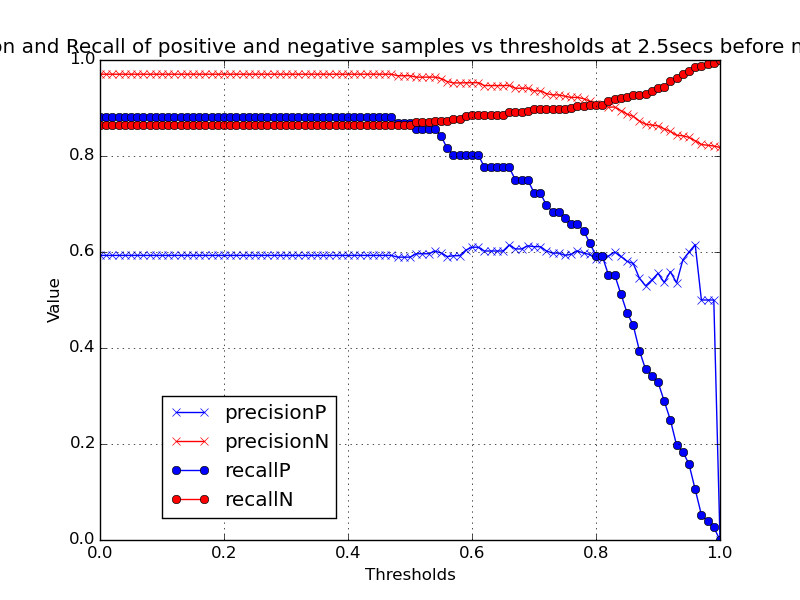 and Recall of positive and negative samples vs thresholds at 2.5secs before
1.0
0.8
0.6
0.4
0.2
0.0
Value
precisionP
precisionN
recallP
recallN
0.0 0.2 0.4 0.6 0.8 1.0
Thresholds